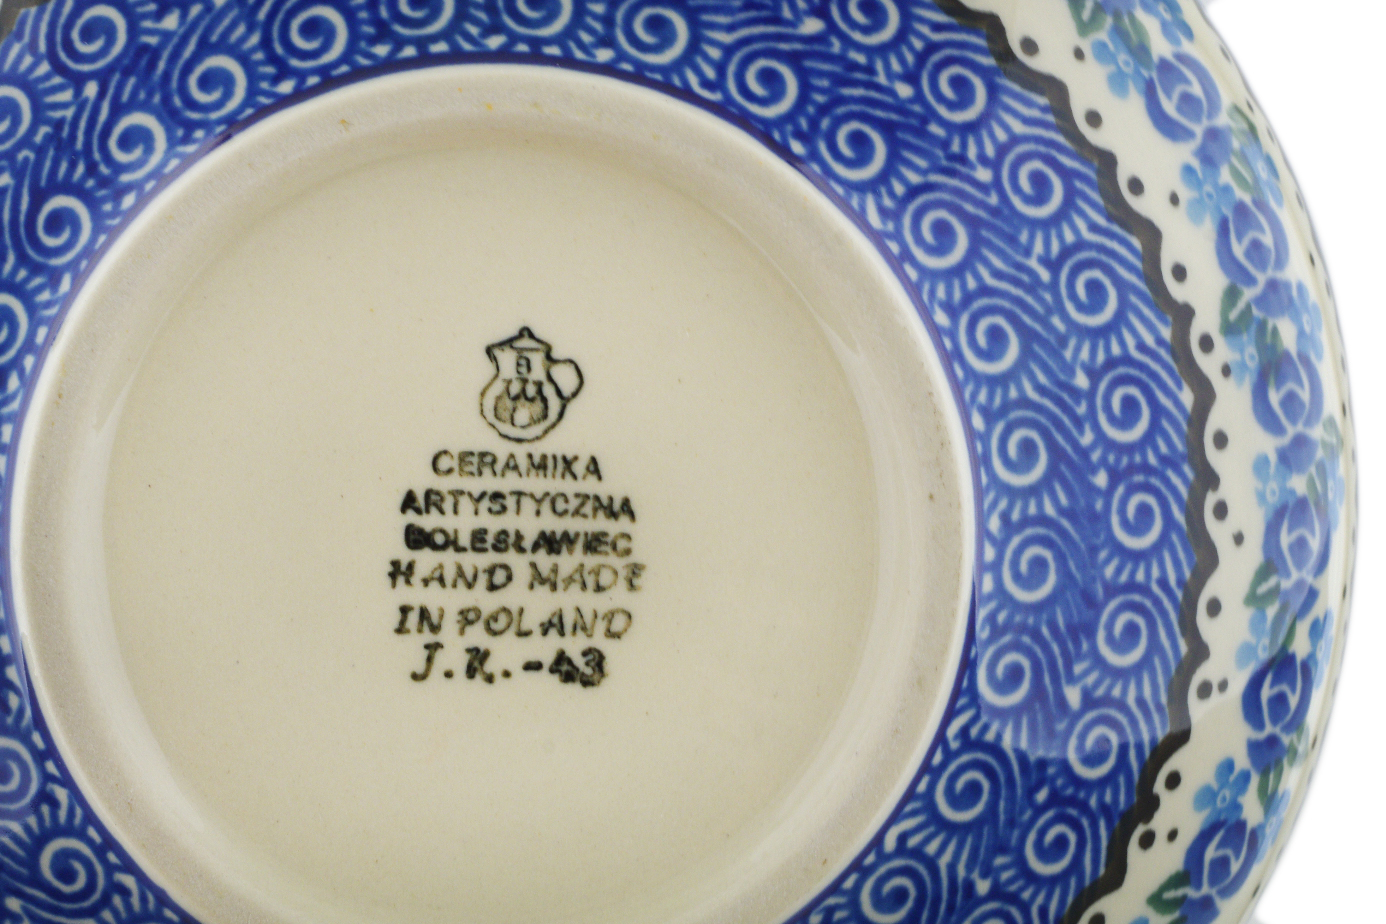 B
CERAMIKA
ARTYSTYCZNA
BOLESŁAWIEC
HAND MADE
IN POLAND
J.K.-43